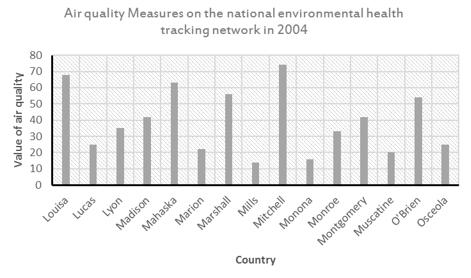 Air quality Measures on the national environmental health
tracking network in 2004
Value of air quality
80
70
60
50
40
30
20
10
0
Louisa
Lucas
Lyon
Madison
Mahaska
Marion
Marshall
Mills
Mitchell
Monona
Monroe
Montgomery
Muscatine
O'Brien
Osceola
Country